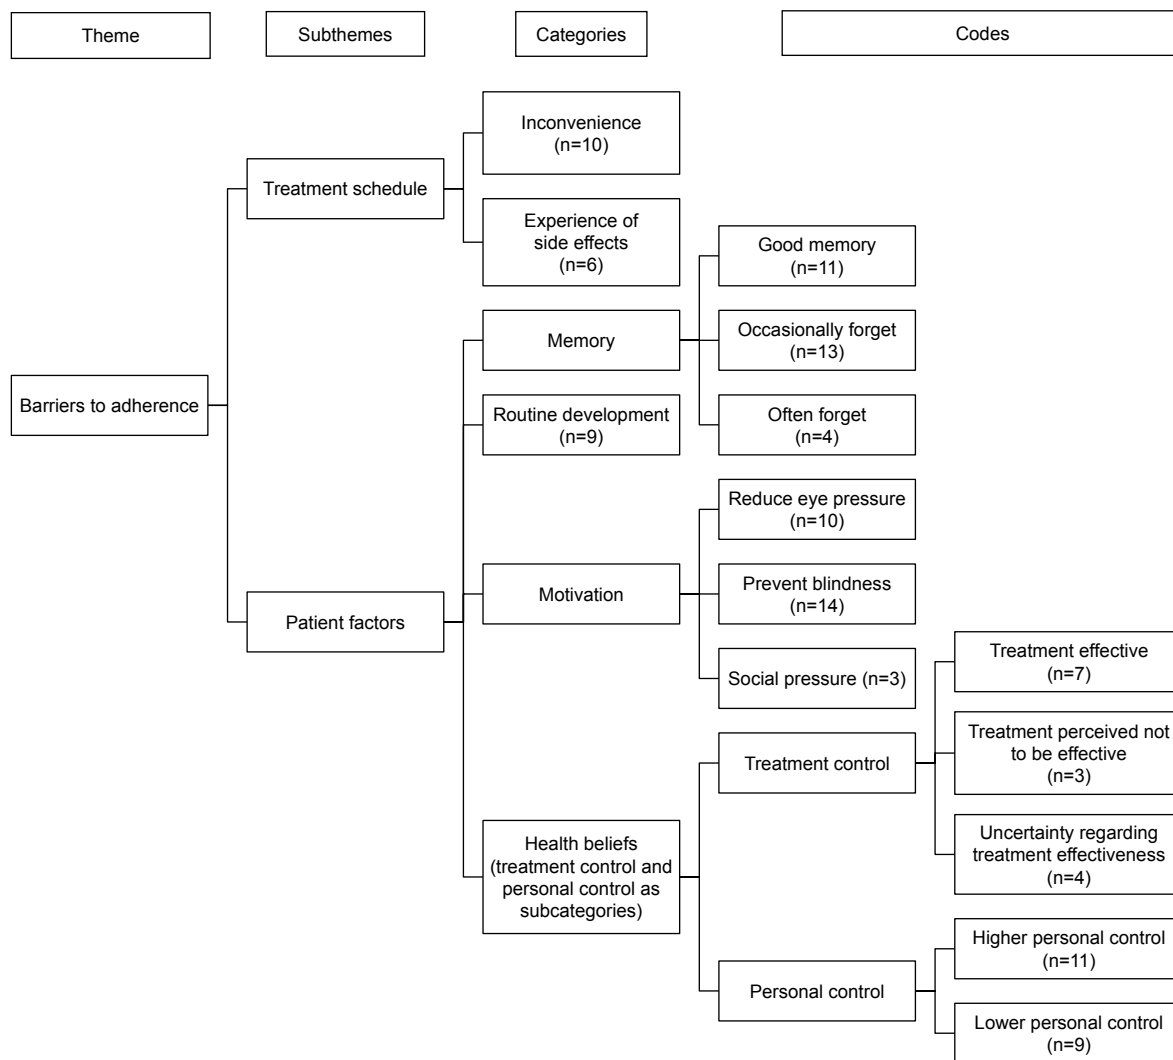 Theme
Subthemes
Categories
Codes
Inconvenience
(n=10)
Treatment schedule
Experience of
side effects
(n=6)
Good memory
(n=11)
Memory
Occasionally forget
(n=13)
Barriers to adherence
Routine development
(n=9)
Often forget
(n=4)
Reduce eye pressure
(n=10)
Patient factors
Motivation
Prevent blindness
(n=14)
Social pressure (n=3)
Treatment effective
(n=7)
Treatment control
Treatment perceived not
to be effective
(n=3)
Health beliefs
(treatment control and
personal control as
subcategories)
Uncertainty regarding
treatment effectiveness
(n=4)
Higher personal control
(n=11)
Personal control
Lower personal control
(n=9)